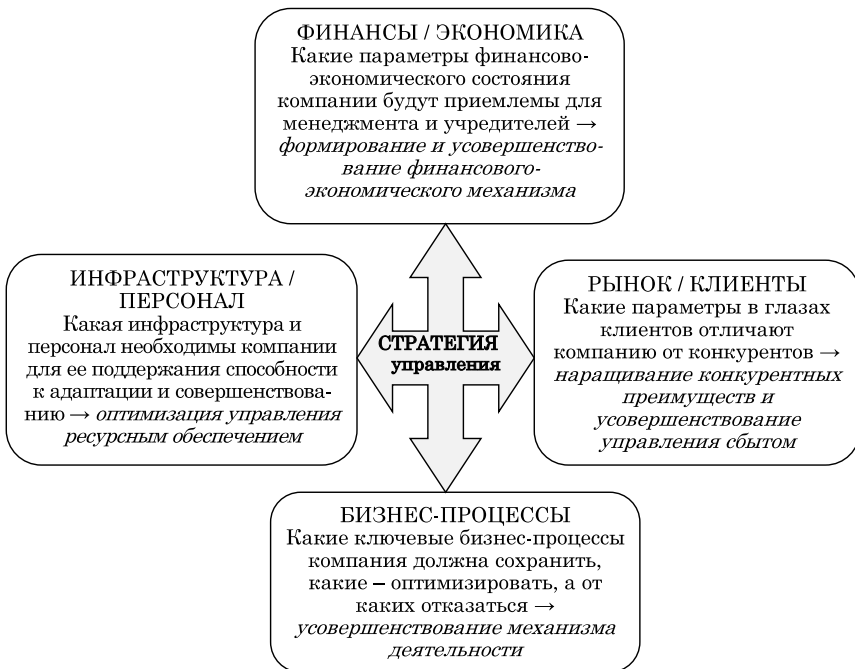 ФИНАНСЫ / ЭКОНОМИКА
Какие параметры финансово-
экономического состояния
компании будут приемлемы для
менеджмента и учредителей →
формирование и усовершенство-
вание финансового-
экономического механизма
ИНФРАСТРУКТУРА /
ПЕРСОНАЛ
Какая инфраструктура и
персонал необходимы компании
для ее поддержания способности
к адаптации и совершенствова-
нию → оптимизация управления
ресурсным обеспечением
СТРАТЕГИЯ
управления
РЫНОК / КЛИЕНТЫ
Какие параметры в глазах
клиентов отличают
компанию от конкурентов →
наращивание конкурентных
преимуществ и
усовершенствование
управления сбытом
БИЗНЕС-ПРОЦЕССЫ
Какие ключевые бизнес-процессы
компания должна сохранить,
какие – оптимизировать, а от
каких отказаться →
усовершенствование механизма
деятельности